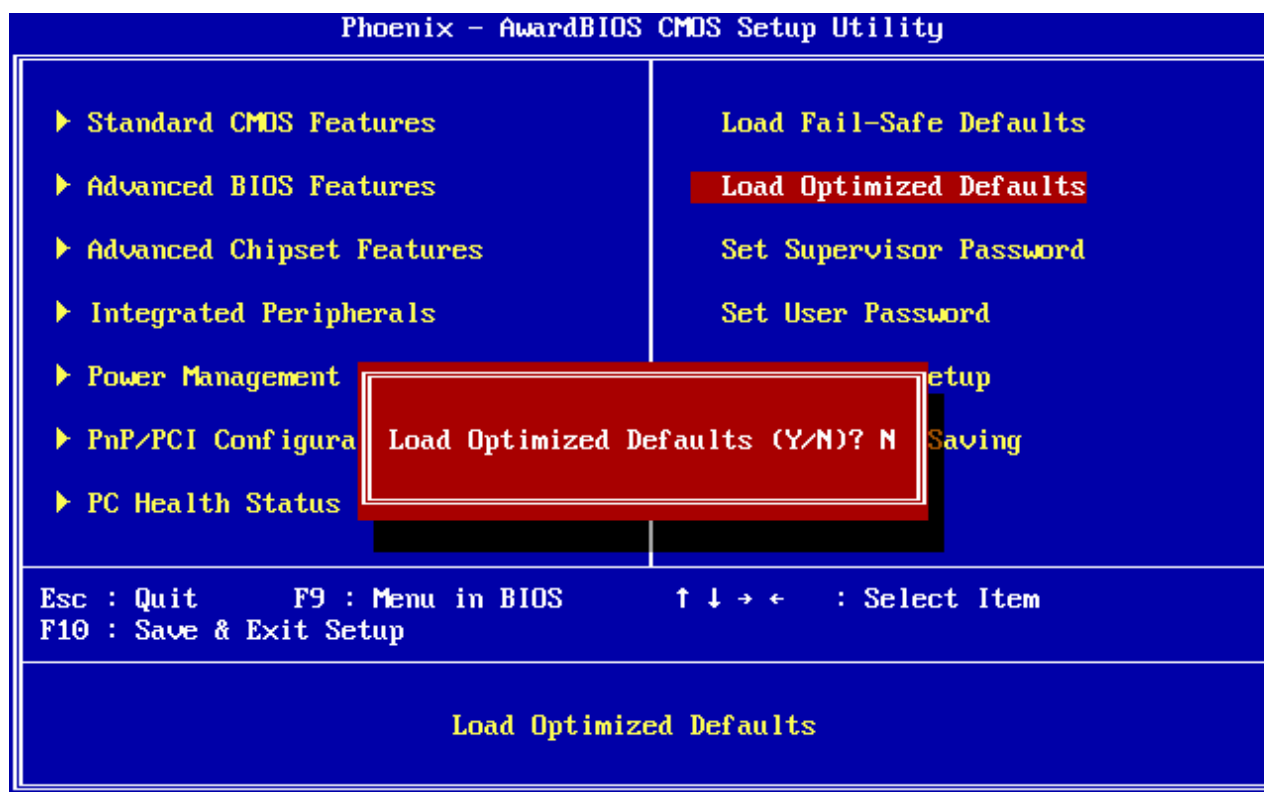 Phoenix - AwardBIOS CMOS Setup Utility
Standard CMOS Features
Advanced BIOS Features
Advanced Chipset Features
Integrated Peripherals
Power Management
PnP/PCI Configura
PC Health Status
Load Fail-Safe Defaults
Load Optimized Defaults
Set Supervisor Password
Set User Password
etup
Saving
Load Optimized Defaults (Y/N)? N
Esc : Quit F9 : Menu in BIOS ↑ ↓ → ← : Select Item
F10 : Save & Exit Setup
Load Optimized Defaults